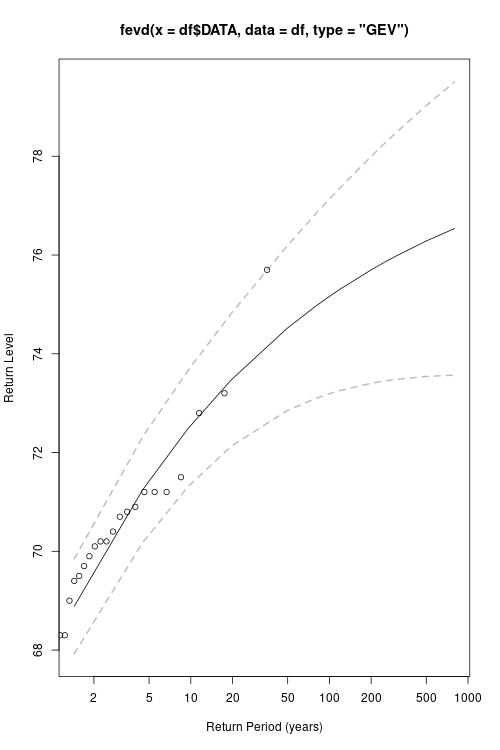 fevd(x = df$DATA, data = df, type = "GEV")
78
76
74
72
70
68
Return Level
2 5 10 20 50 100 200 500 1000
Return Period (years)